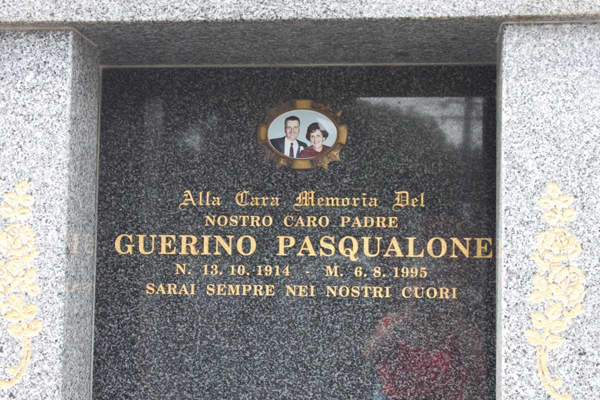 Alla Cara Memoria Del
NOSTRO CARO PADRE
GUERINO PASQUALONE
N. 13. 10. 1914 - M. 6. 8. 1995
SARAI SEMPRE NEI NOSTRI CUORI